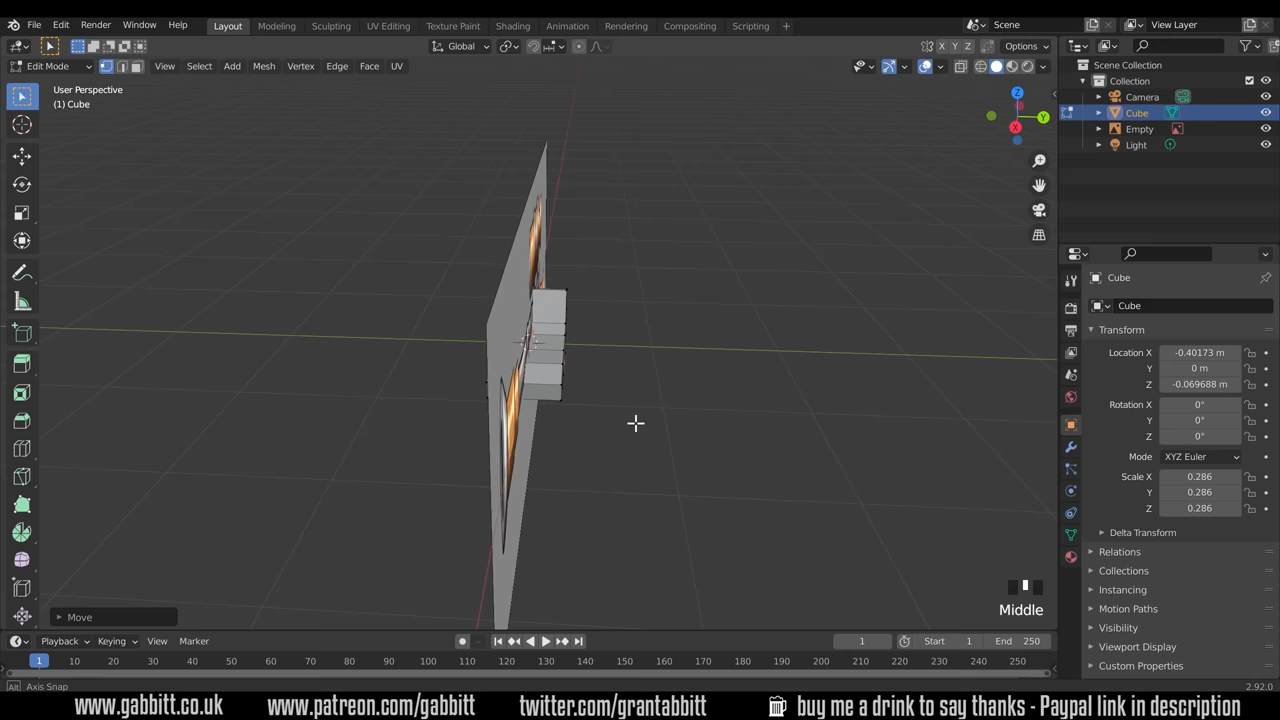 File Edit Render Window Help Layout Modeling Sculpting UV Editing Texture Paint Shading Animation Rendering Compositing Scripting + Scene View Layer
Global X Y Z Options
Edit Mode View Select Add Mesh Vertex Edge Face UV
User Perspective
(1) Cube
Z
Y
X
Scene Collection
Collection
Camera
Cube
Empty
Light
Cube
Cube
Transform
Location X -0.40173 m
Y 0 m
Z -0.069688 m
Rotation X 0°
Y 0°
Z 0°
Mode XYZ Euler
Scale X 0.286
Y 0.286
Z 0.286
Delta Transform
Relations
Collections
Instancing
Motion Paths
Visibility
Viewport Display
Custom Properties
Middle
Move
Playback Keying View Marker 1 Start 1 End 250
1 10 20 30 40 50 60 70 80 90 100 110 120 130 140 150 160 170 180 190 200 210 220 230 240 250
Alt Axis Snap 2.92.0
www.gabbitt.co.uk www.patreon.com/gabbitt twitter.com/grantabbitt buy me a drink to say thanks - Paypal link in description